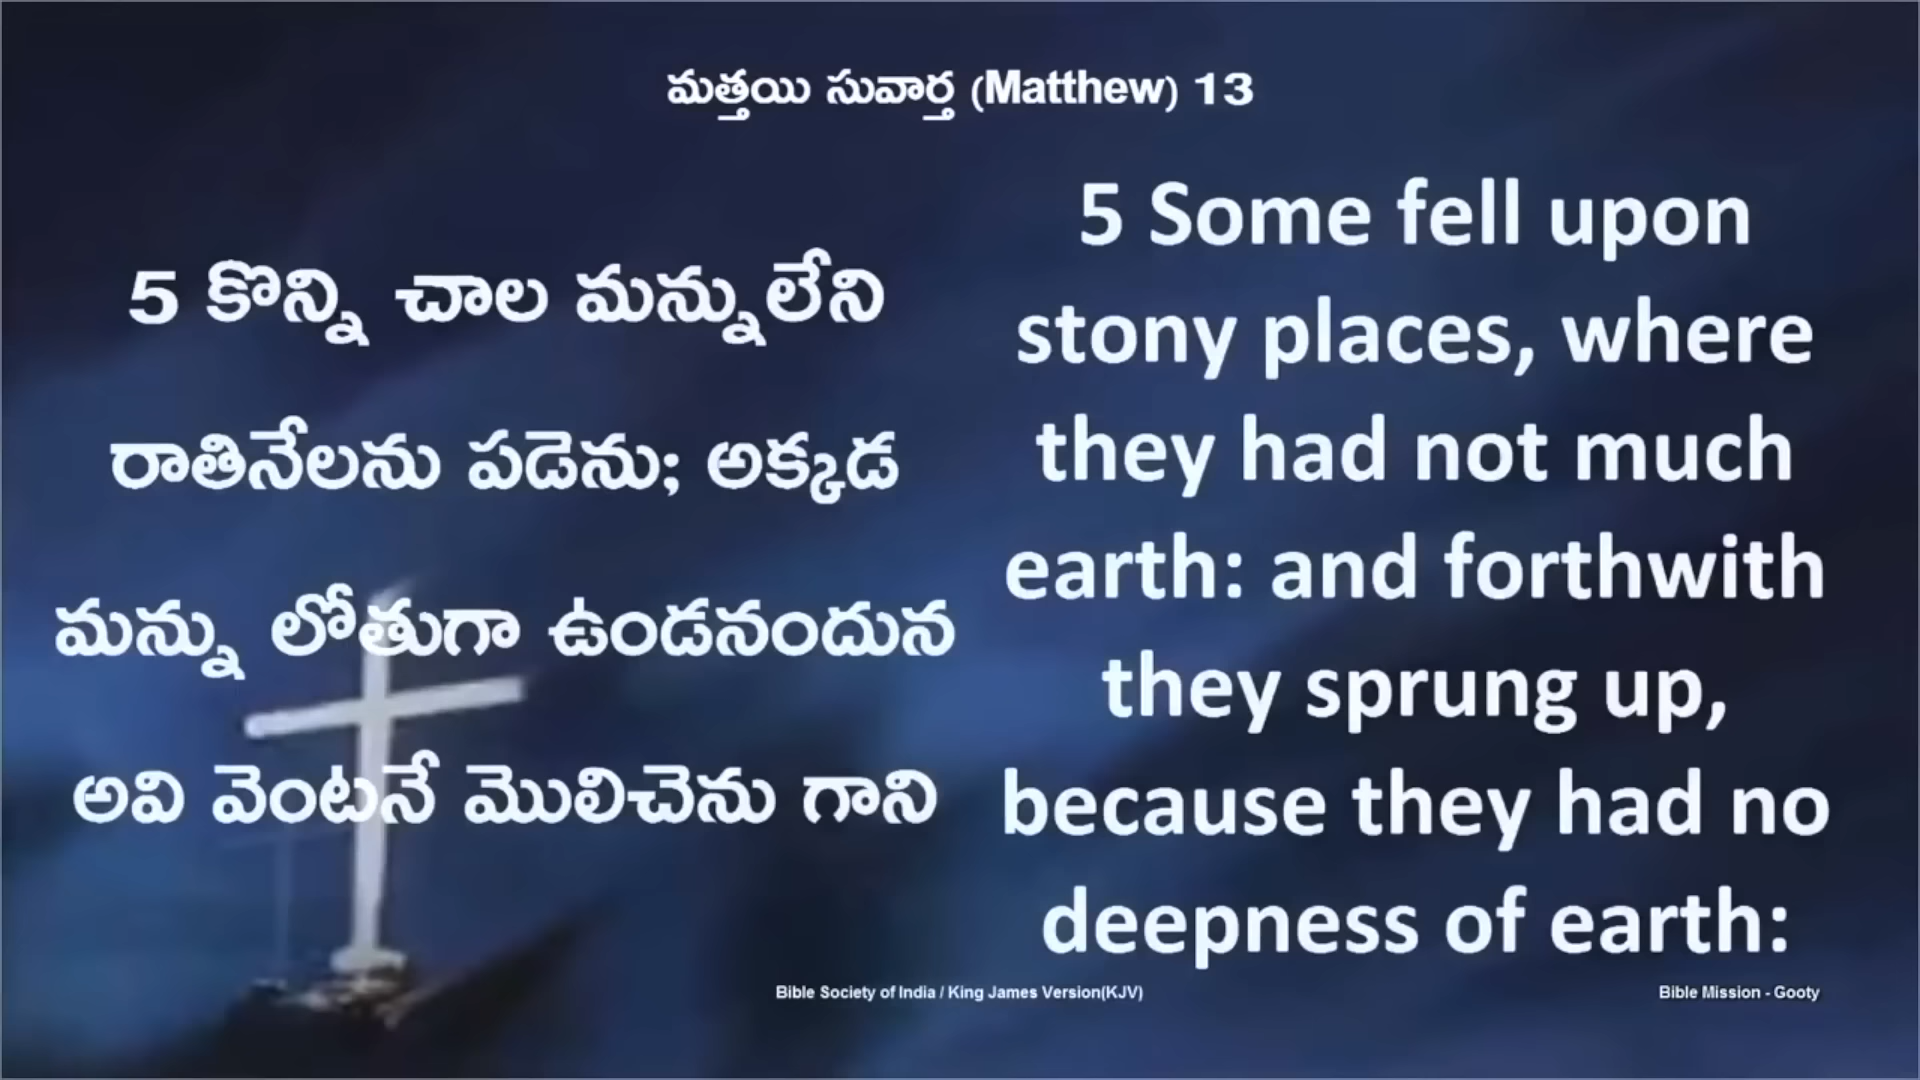 మత్తయి సువార్త (Matthew) 13
5 కొన్ని చాల మన్నులేని
రాతినేలను పడెను; అక్కడ
మన్ను లోతుగా ఉండనందున
అవి వెంటనే మొలిచెను గాని
5 Some fell upon
stony places, where
they had not much
earth: and forthwith
they sprung up,
because they had no
deepness of earth:
Bible Society of India / King James Version(KJV)
Bible Mission - Gooty